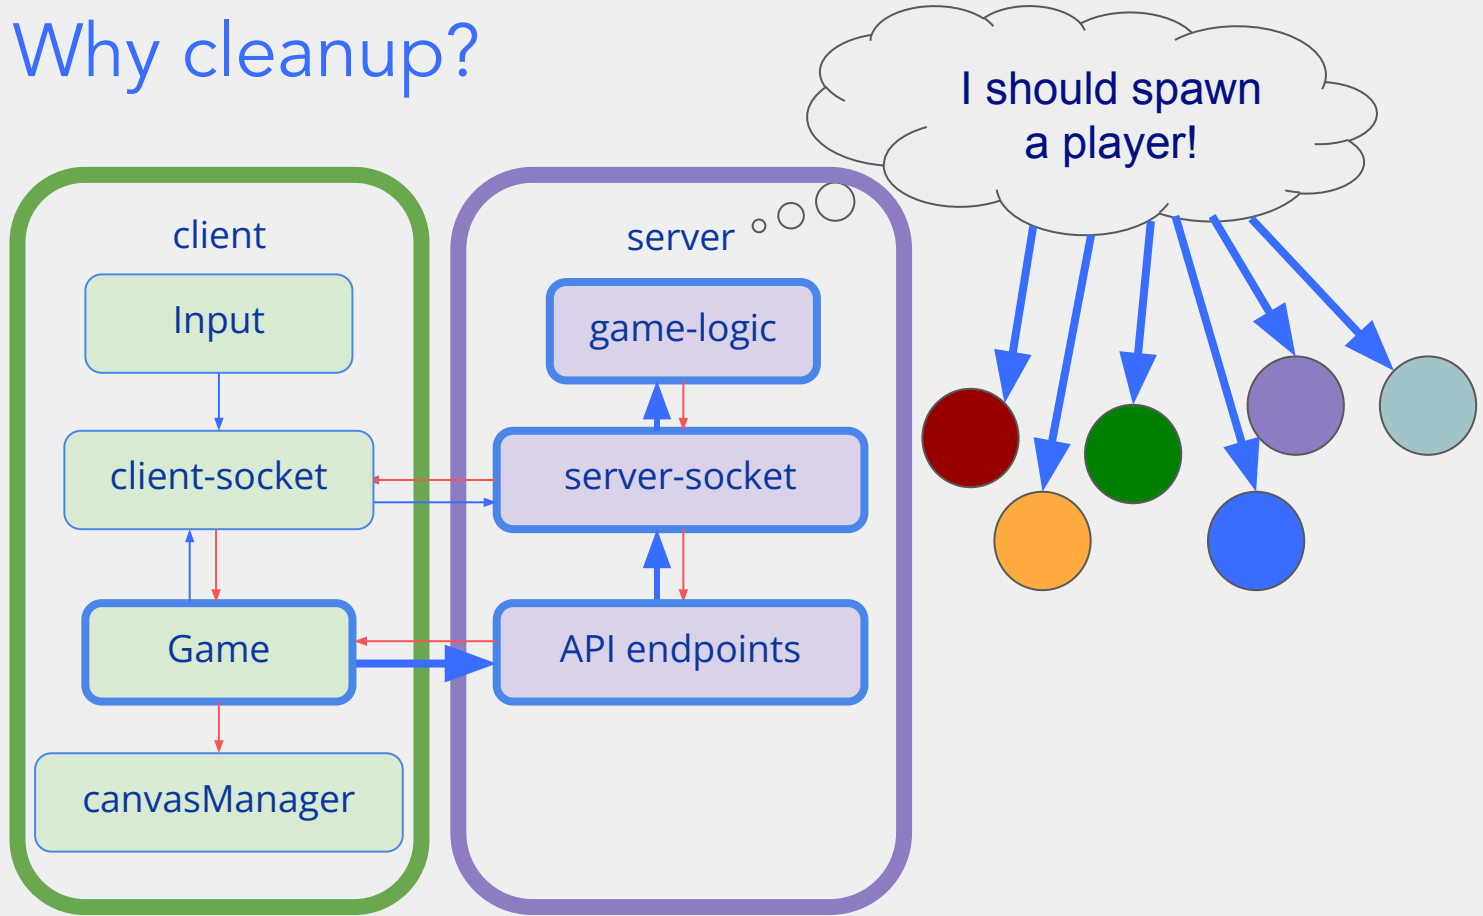 Why cleanup?
I should spawn
a player!
client
server
Input
game-logic
client-socket
server-socket
Game
API endpoints
canvasManager